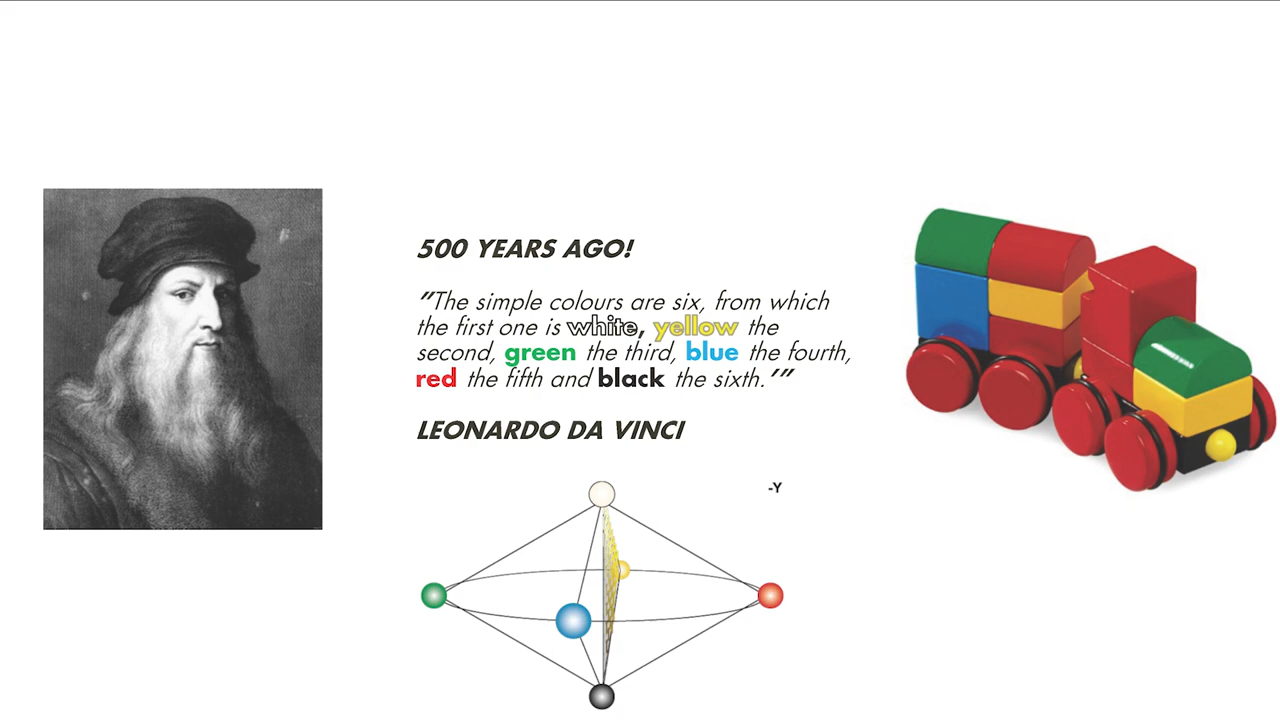 500 YEARS AGO!
"The simple colours are six, from which
the first one is white, yellow the
second, green the third, blue the fourth,
red the fifth and black the sixth.'"
LEONARDO DA VINCI
-Y